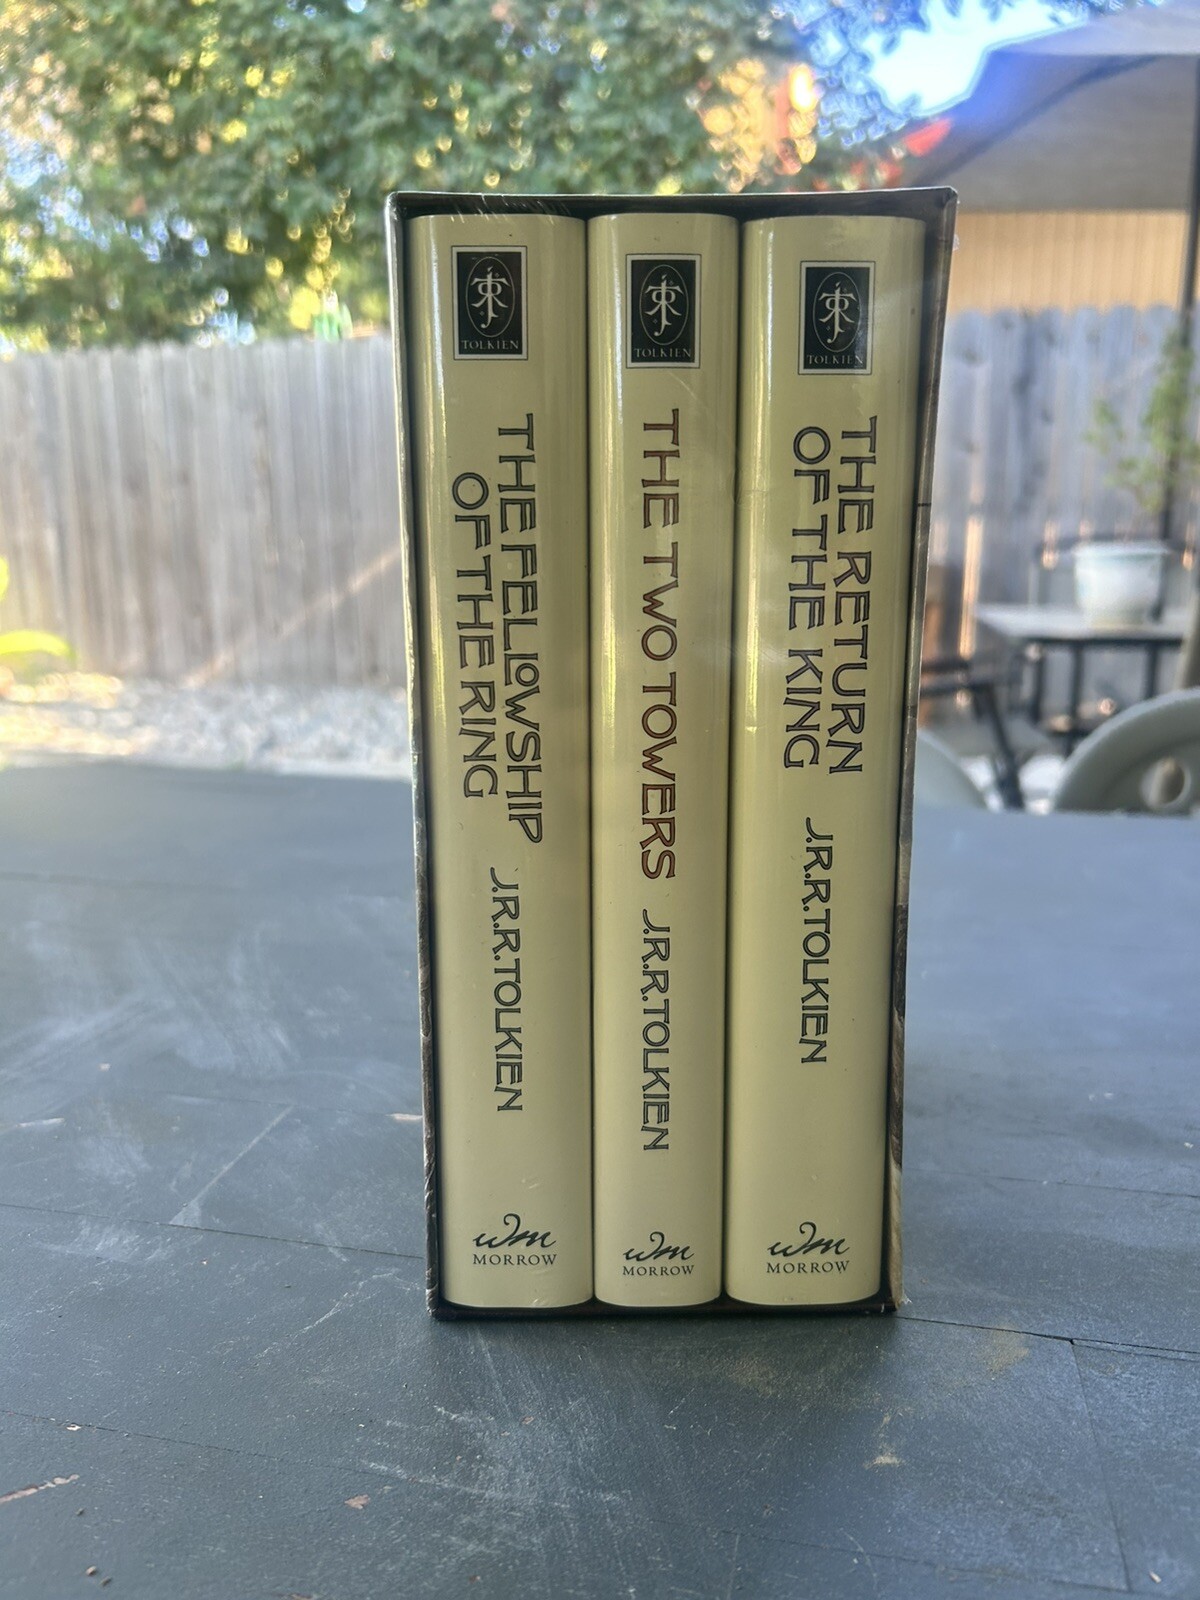 TOLKIEN
THE FELLOWSHIP
OF THE RING
J.R.R. TOLKIEN
Wm
MORROW
TOLKIEN
THE TWO TOWERS
J.R.R. TOLKIEN
Wm
MORROW
TOLKIEN
THE RETURN
OF THE KING
J.R.R. TOLKIEN
Wm
MORROW